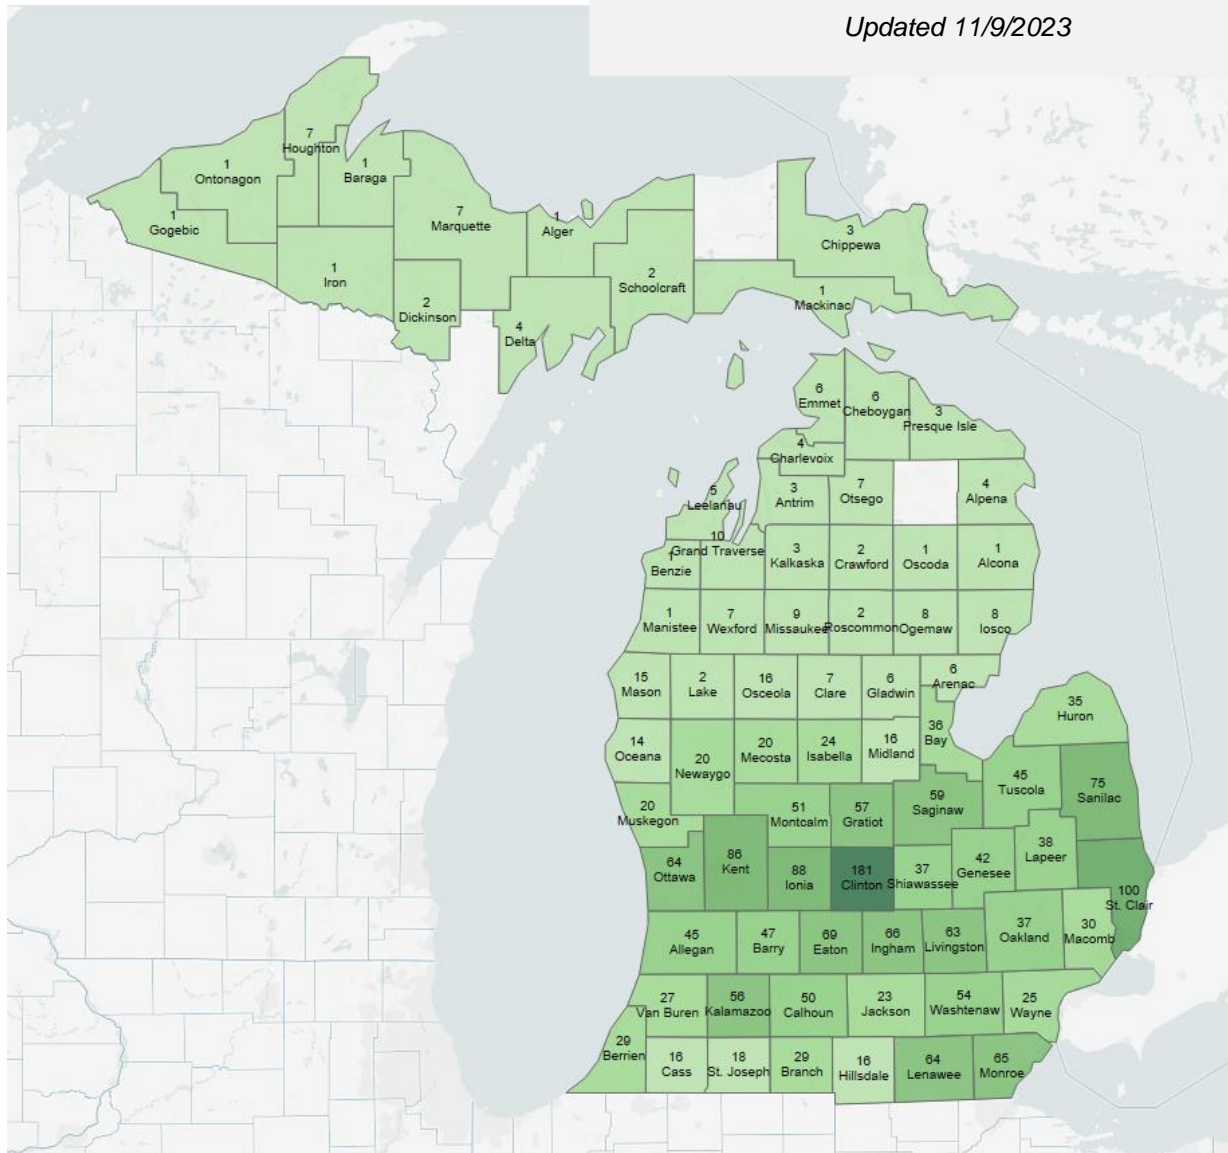 Updated 11/9/2023
7
Houghton
1
Ontonagon
1
Baraga
1
Gogebic
7
Marquette
1
Alger
3
Chippewa
1
Iron
2
Schoolcraft
2
Dickinson
1
Mackinac
4
Delta
6
Emmet
6
Cheboygan
3
Presque Isle
4
Charlevoix
5
Leelanau
3
Antrim
7
Otsego
4
Alpena
10
Grand Traverse
1
Benzie
3
Kalkaska
2
Crawford
1
Oscoda
1
Alcona
1
Manistee
7
Wexford
9
Missaukee
2
Roscommon
8
Ogemaw
8
Iosco
15
Mason
2
Lake
16
Osceola
7
Clare
6
Gladwin
6
Arenac
35
Huron
14
Oceana
20
Newaygo
20
Mecosta
24
Isabella
16
Midland
36
Bay
45
Tuscola
75
Sanilac
20
Muskegon
51
Montcalm
57
Gratiot
59
Saginaw
64
Ottawa
86
Kent
88
Ionia
181
Clinton
37
Shiawassee
42
Genesee
38
Lapeer
100
St. Clair
45
Allegan
47
Barry
69
Eaton
66
Ingham
63
Livingston
37
Oakland
30
Macomb
27
Van Buren
56
Kalamazoo
50
Calhoun
23
Jackson
54
Washtenaw
25
Wayne
29
Berrien
16
Cass
18
St. Joseph
29
Branch
16
Hillsdale
64
Lenawee
65
Monroe